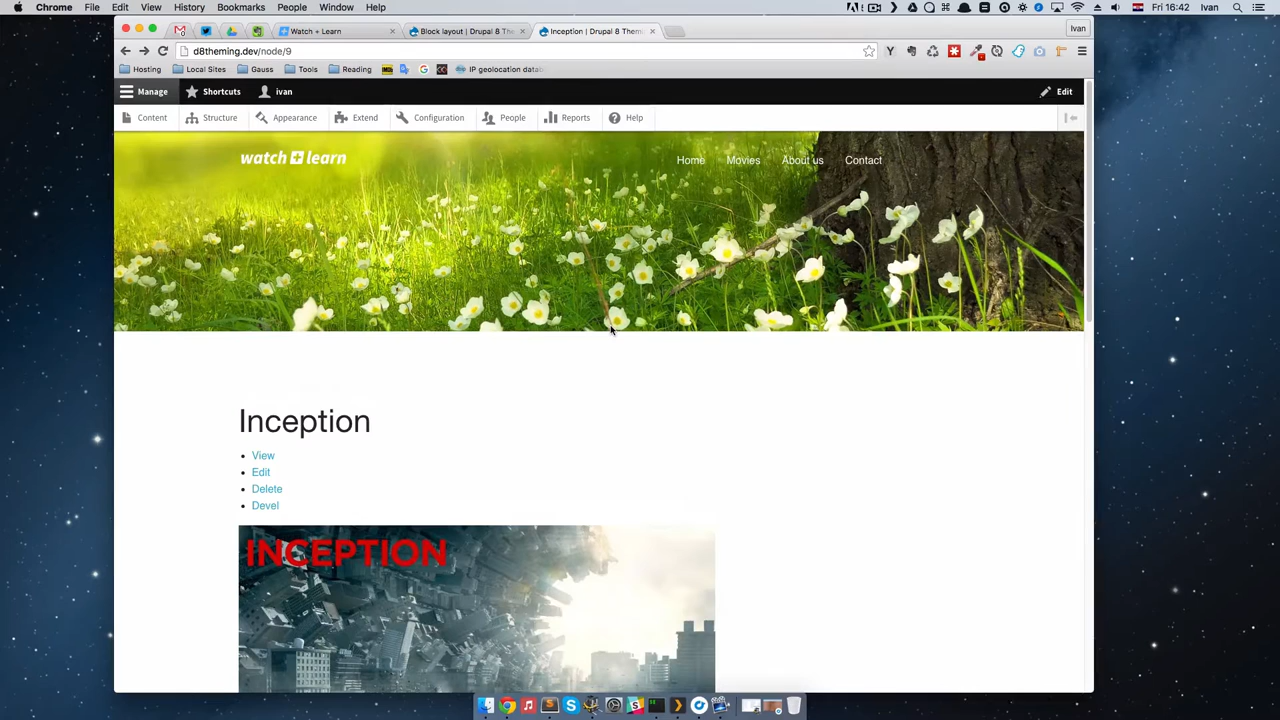 Chrome File Edit View History Bookmarks People Window Help Fri 16:42 Ivan
Watch + Learn Block layout | Drupal 8 The Inception | Drupal 8 Them Ivan
d8theming.dev/node/9
Hosting Local Sites Gauss Tools Reading IP geolocation datab
Manage Shortcuts ivan Edit
Content Structure Appearance Extend Configuration People Reports Help
watch learn Home Movies About us Contact
Inception
View
Edit
Delete
Devel
INCEPTION